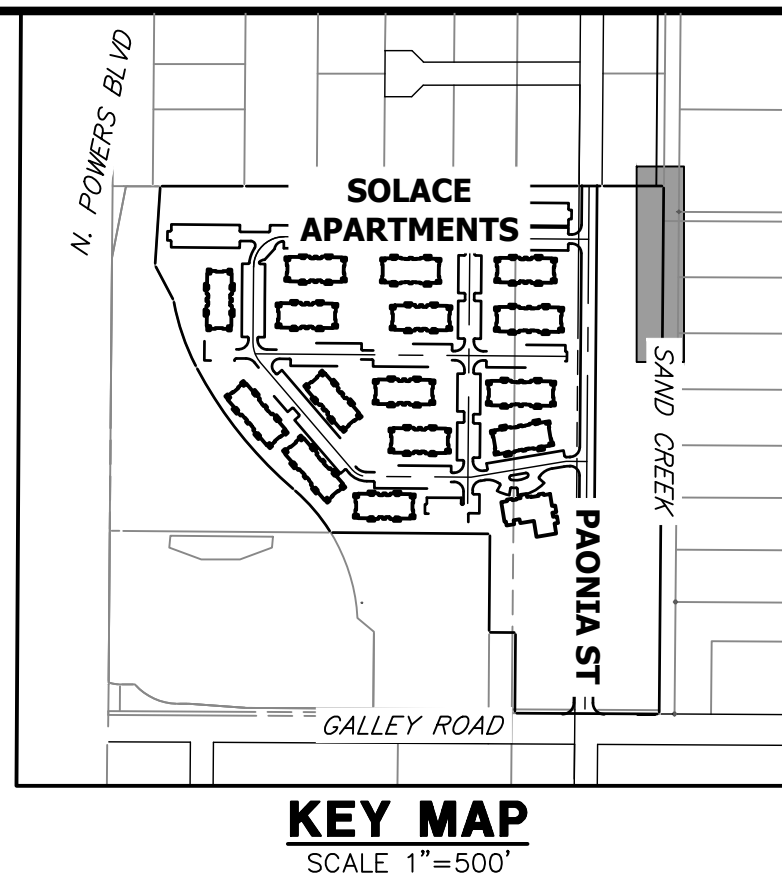 N. POWERS BLVD
SOLACE
APARTMENTS
SAND CREEK
PAONIA ST
GALLEY ROAD
KEY MAP
SCALE 1"=500'